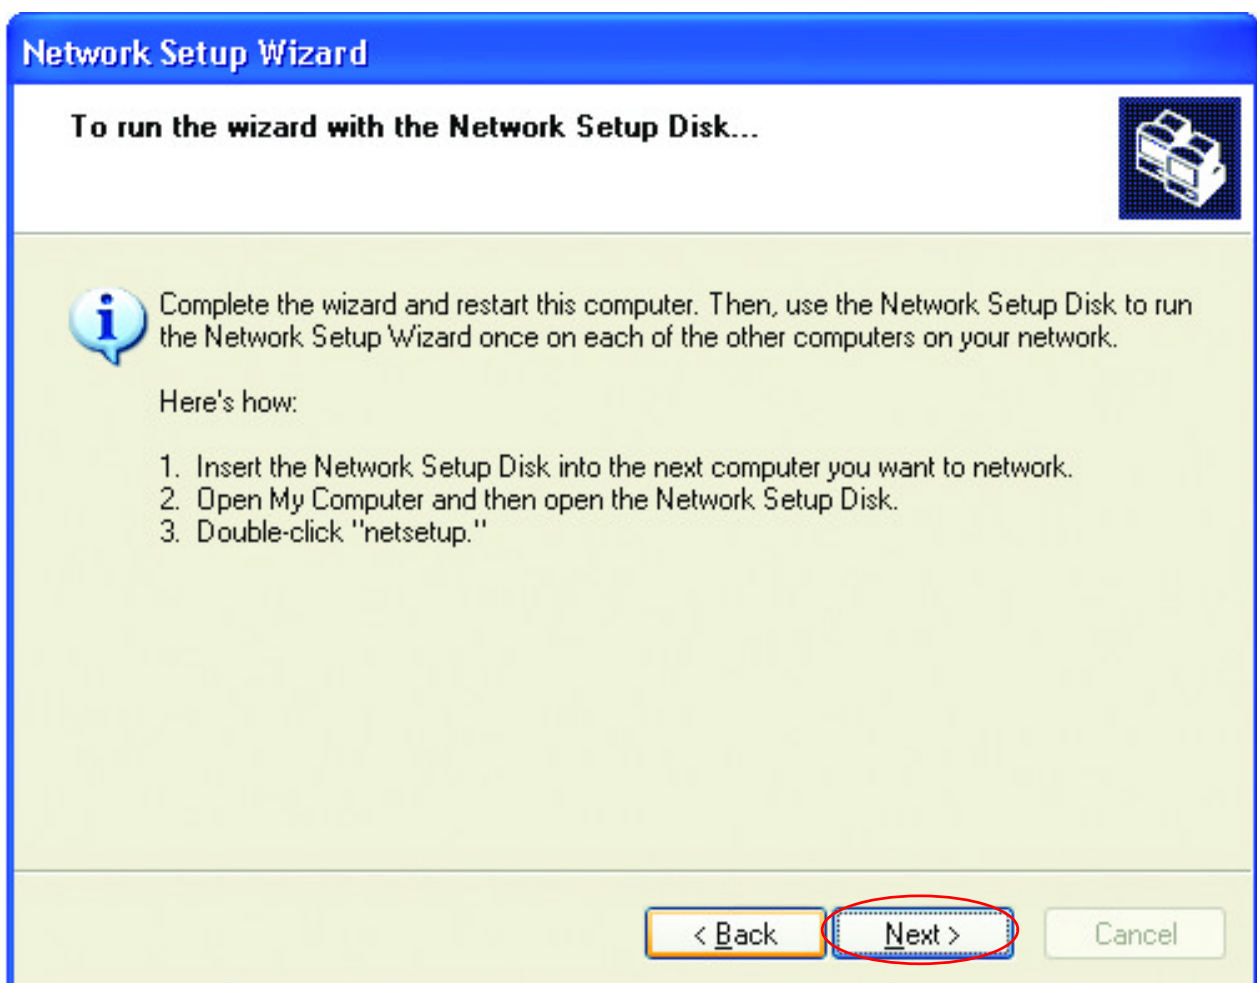 Network Setup Wizard
To run the wizard with the Network Setup Disk...
Complete the wizard and restart this computer. Then, use the Network Setup Disk to run
the Network Setup Wizard once on each of the other computers on your network.
Here's how:
1. Insert the Network Setup Disk into the next computer you want to network.
2. Open My Computer and then open the Network Setup Disk.
3. Double-click "netsetup."
< Back
Next >
Cancel